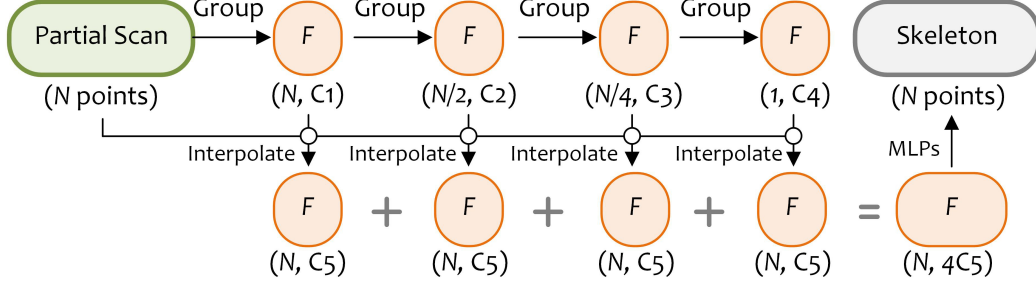 Group Group Group Group
Partial Scan F F F F Skeleton
(N points) (N, C1) (N/2, C2) (N/4, C3) (1, C4) (N points)
Interpolate Interpolate Interpolate Interpolate MLPs
F + F + F + F = F
(N, C5) (N, C5) (N, C5) (N, C5) (N, 4C5)